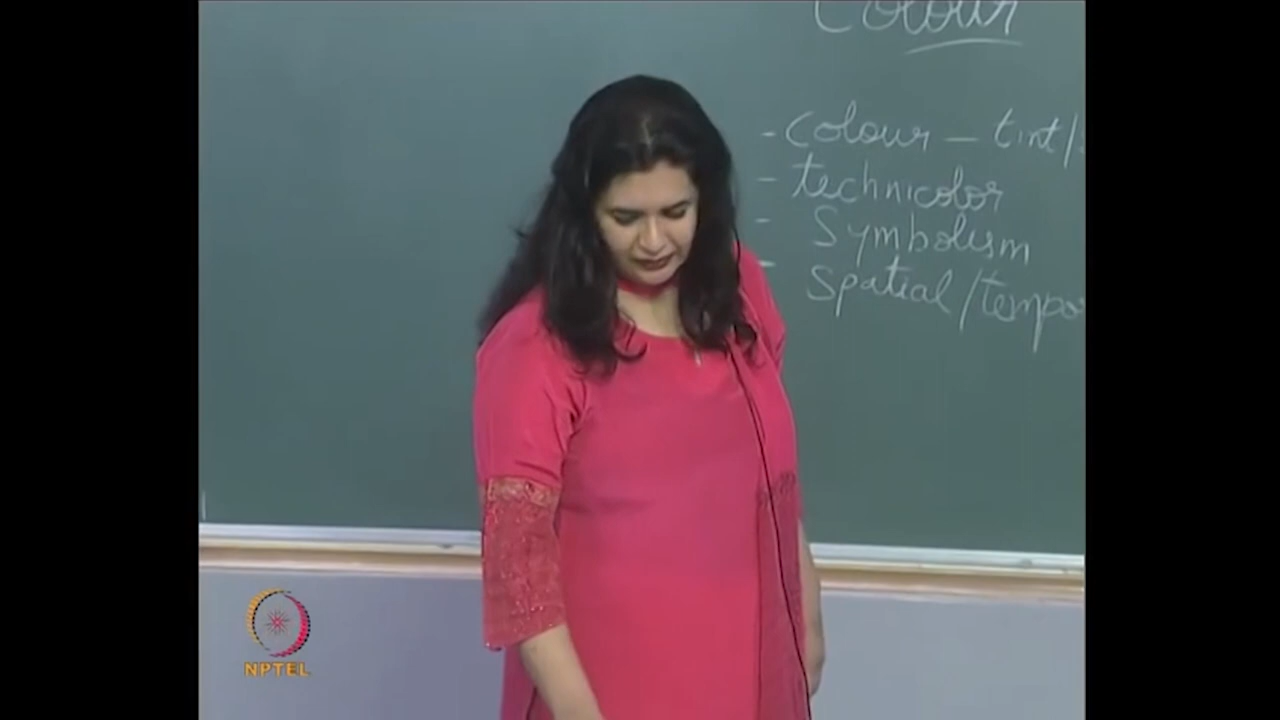 Colour
- Colour – tint/
- technicolor
- Symbolism
- Spatial/tempo
NPTEL